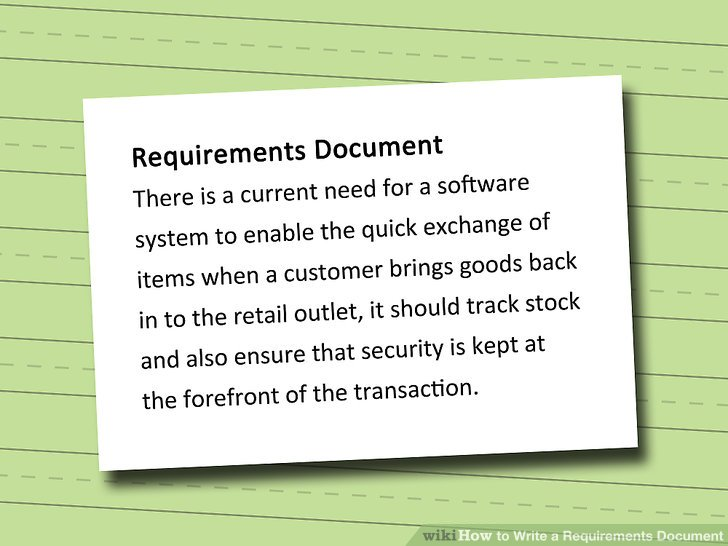 Requirements Document
There is a current need for a software
system to enable the quick exchange of
items when a customer brings goods back
in to the retail outlet, it should track stock
and also ensure that security is kept at
the forefront of the transaction.
wikiHow to Write a Requirements Document